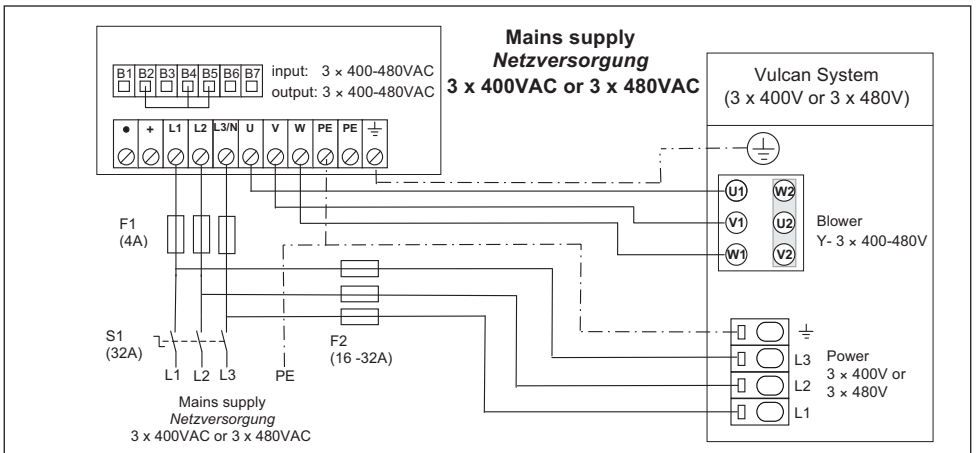 Mains supply
Netzversorgung
3 x 400VAC or 3 x 480VAC
B1 B2 B3 B4 B5 B6 B7
input: 3 × 400-480VAC
output: 3 × 400-480VAC
• + L1 L2 L3/N U V W PE PE
Vulcan System
(3 x 400V or 3 x 480V)
U1 W2
V1 U2
W1 V2
Blower
Y- 3 × 400-480V
F1
(4A)
F2
(16 -32A)
S1
(32A)
L1 L2 L3 PE
Mains supply
Netzversorgung
3 x 400VAC or 3 x 480VAC
L3
L2
L1
Power
3 × 400V or
3 × 480V